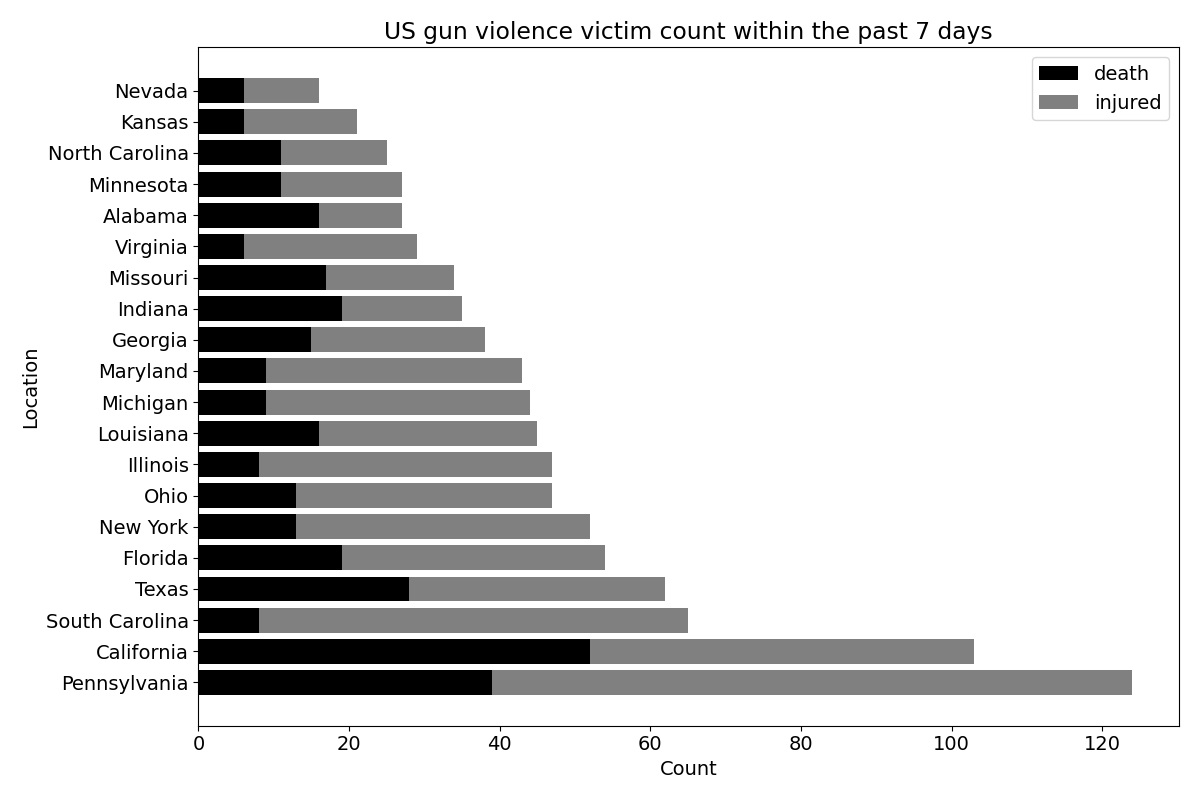 US gun violence victim count within the past 7 days
death
injured
Nevada
Kansas
North Carolina
Minnesota
Alabama
Virginia
Missouri
Indiana
Georgia
Maryland
Michigan
Louisiana
Illinois
Ohio
New York
Florida
Texas
South Carolina
California
Pennsylvania
Location
0 20 40 60 80 100 120
Count